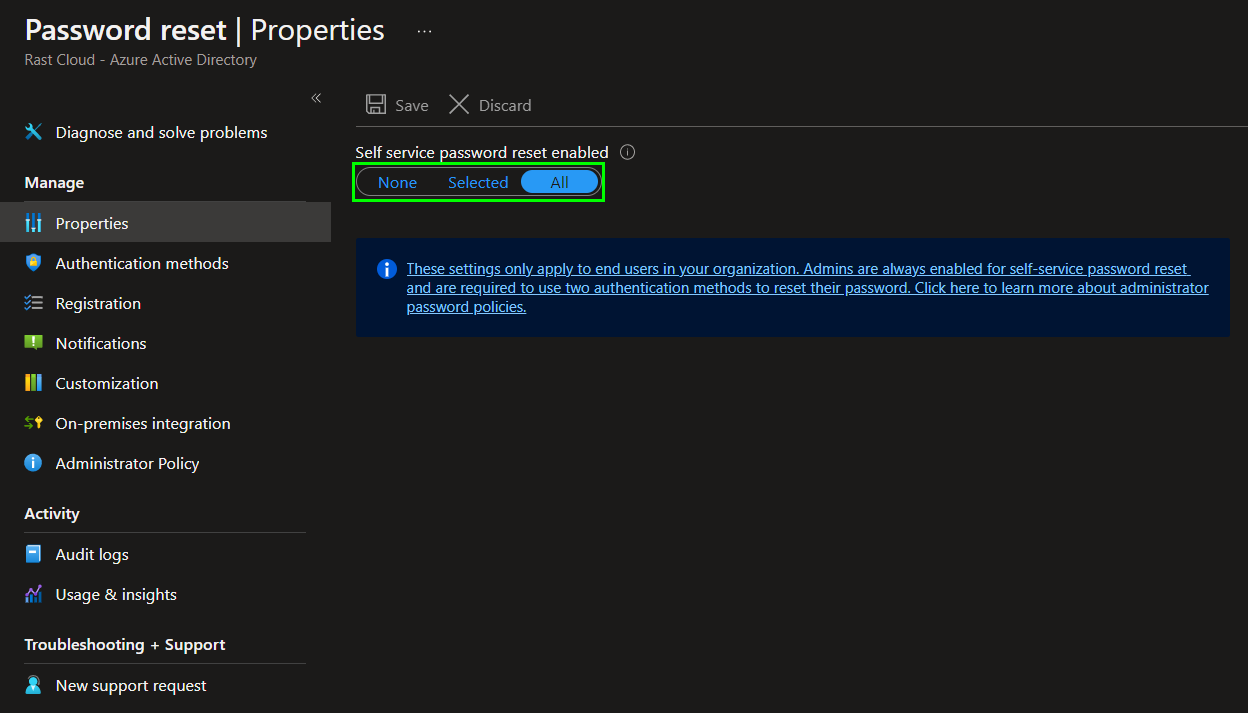 Password reset | Properties ...
Rast Cloud - Azure Active Directory
«
Diagnose and solve problems
Manage
Properties
Authentication methods
Registration
Notifications
Customization
On-premises integration
Administrator Policy
Activity
Audit logs
Usage & insights
Troubleshooting + Support
New support request
Save Discard
Self service password reset enabled
None Selected All
These settings only apply to end users in your organization. Admins are always enabled for self-service password reset
and are required to use two authentication methods to reset their password. Click here to learn more about administrator
password policies.